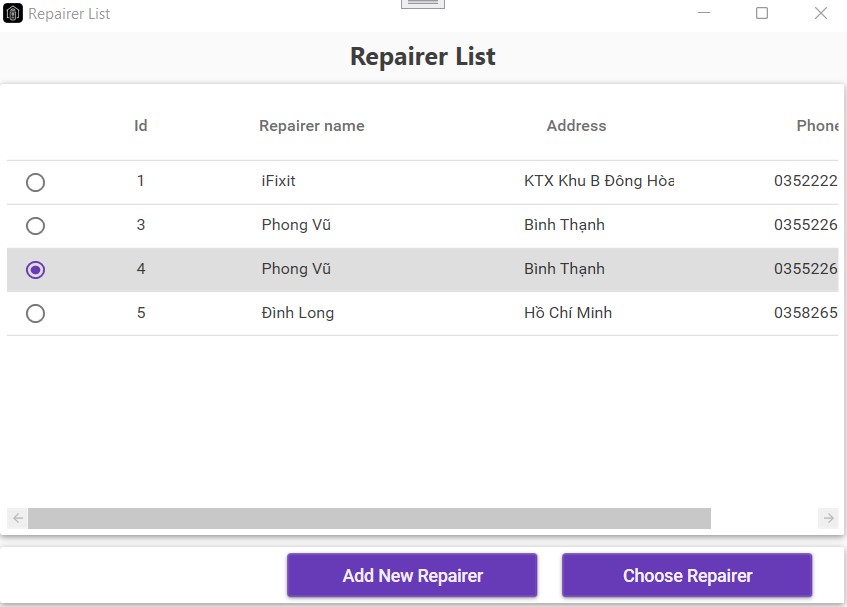 Repairer List
Repairer List
Id Repairer name Address Phone
1 iFixit KTX Khu B Đông Hòa 0352222
3 Phong Vũ Bình Thạnh 0355226
4 Phong Vũ Bình Thạnh 0355226
5 Đình Long Hồ Chí Minh 0358265
Add New Repairer Choose Repairer